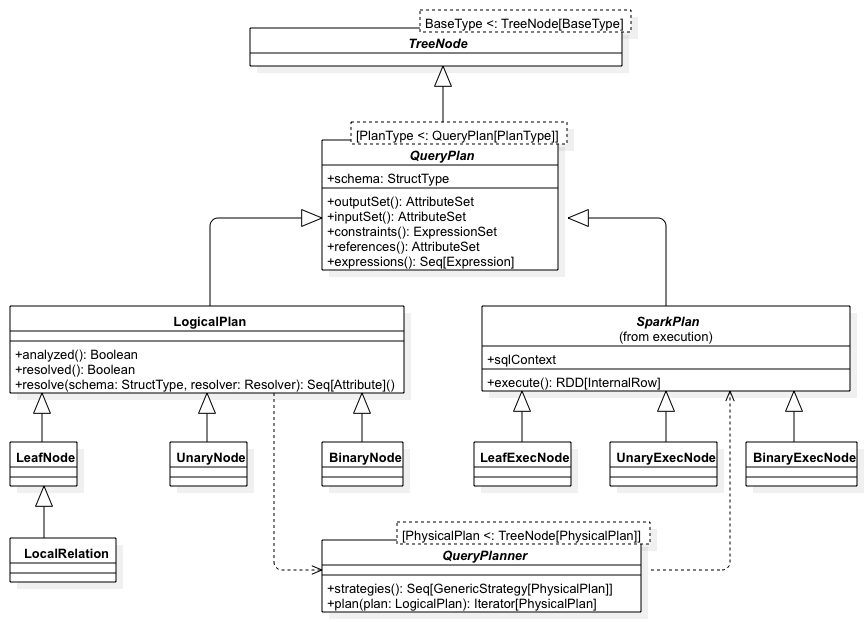 BaseType <: TreeNode[BaseType]
TreeNode
[PlanType <: QueryPlan[PlanType]]
QueryPlan
+schema: StructType
+outputSet(): AttributeSet
+inputSet(): AttributeSet
+constraints(): ExpressionSet
+references(): AttributeSet
+expressions(): Seq[Expression]
LogicalPlan
+analyzed(): Boolean
+resolved(): Boolean
+resolve(schema: StructType, resolver: Resolver): Seq[Attribute]()
SparkPlan
(from execution)
+sqlContext
+execute(): RDD[InternalRow]
LeafNode
UnaryNode
BinaryNode
LeafExecNode
UnaryExecNode
BinaryExecNode
LocalRelation
[PhysicalPlan <: TreeNode[PhysicalPlan]]
QueryPlanner
+strategies(): Seq[GenericStrategy[PhysicalPlan]]
+plan(plan: LogicalPlan): Iterator[PhysicalPlan]